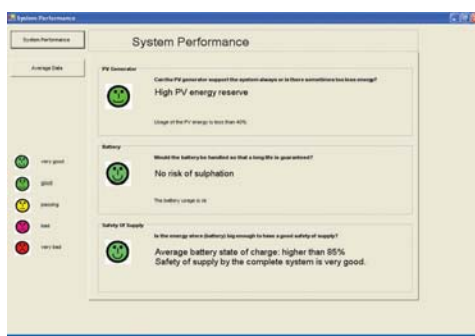 System Performance
System Performance
System Performance
Average Data
PV Generator
Can the PV generator support the system always or is there sometimes too less energy?
High PV energy reserve
Usage of the PV energy is less than 40%
Battery
Would the battery be handled so that a long life is guaranteed?
No risk of sulphation
The battery usage is ok
very good
good
passing
bad
very bad
Safety Of Supply
Is the energy store (battery) big enough to have a good safety of supply?
Average battery state of charge: higher than 85%
Safety of supply by the complete system is very good.